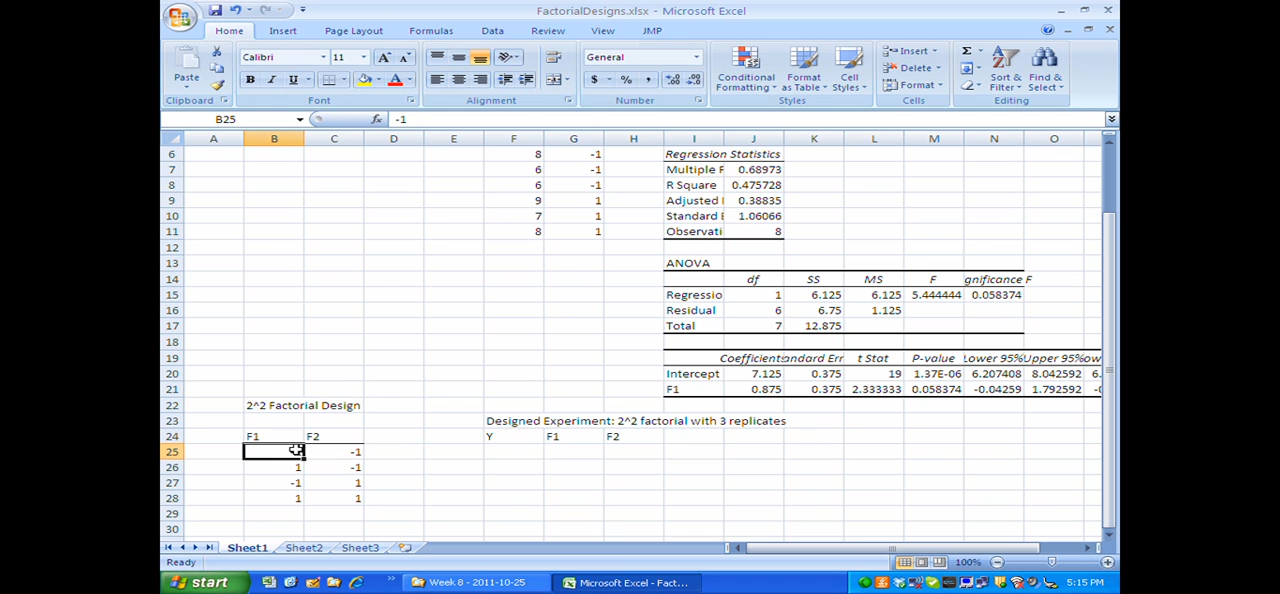 FactorialDesigns.xlsx - Microsoft Excel
Home Insert Page Layout Formulas Data Review View JMP
Paste
Calibri 11
General
B I U
$ % ,
Conditional Formatting
Format as Table
Cell Styles
Insert
Delete
Format
Sort & Filter
Find & Select
Clipboard Font Alignment Number Styles Cells Editing
B25 fx -1
A B C D E F G H I J K L M N O
6 8 -1 Regression Statistics
7 6 -1 Multiple F 0.68973
8 6 -1 R Square 0.475728
9 9 1 Adjusted 0.38835
10 7 1 Standard E 1.06066
11 8 1 Observati 8
12
13 ANOVA
14 df SS MS F gnificance F
15 Regressio 1 6.125 6.125 5.444444 0.058374
16 Residual 6 6.75 1.125
17 Total 7 12.875
18
19 Coefficients andard Err t Stat P-value Lower 95% Upper 95% ow
20 Intercept 7.125 0.375 19 1.37E-06 6.207408 8.042592 6.
21 F1 0.875 0.375 2.333333 0.058374 -0.04259 1.792592 -0
22 2^2 Factorial Design
23 Designed Experiment: 2^2 factorial with 3 replicates
24 F1 F2 Y F1 F2
25 -1
26 1 -1
27 -1 1
28 1 1
29
30
Sheet1 Sheet2 Sheet3
Ready 100%
start Week 8 - 2011-10-25 Microsoft Excel - Fact... 5:15 PM